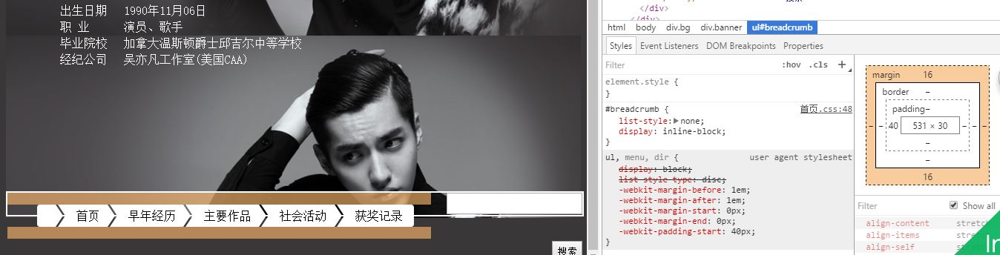 出生日期 1990年11月06日
职 业 演员、歌手
毕业院校 加拿大温斯顿爵士邱吉尔中等学校
经纪公司 吴亦凡工作室(美国CAA)
首页 早年经历 主要作品 社会活动 获奖记录
搜索
</div>
</div>
html body div.bg div.banner ul#breadcrumb
Styles Event Listeners DOM Breakpoints Properties
Filter :hov .cls +
element.style {
}
#breadcrumb { 首页.css:48
list-style:▶none;
display: inline-block;
}
ul, menu, dir { user agent stylesheet
display: block;
list-style-type: disc;
-webkit-margin-before: 1em;
-webkit-margin-after: 1em;
-webkit-margin-start: 0px;
-webkit-margin-end: 0px;
-webkit-padding-start: 40px;
}
margin 16
border –
padding –
– – 40 531 × 30 – – –
–
–
16
Filter Show all
align-content
align-items
align-self